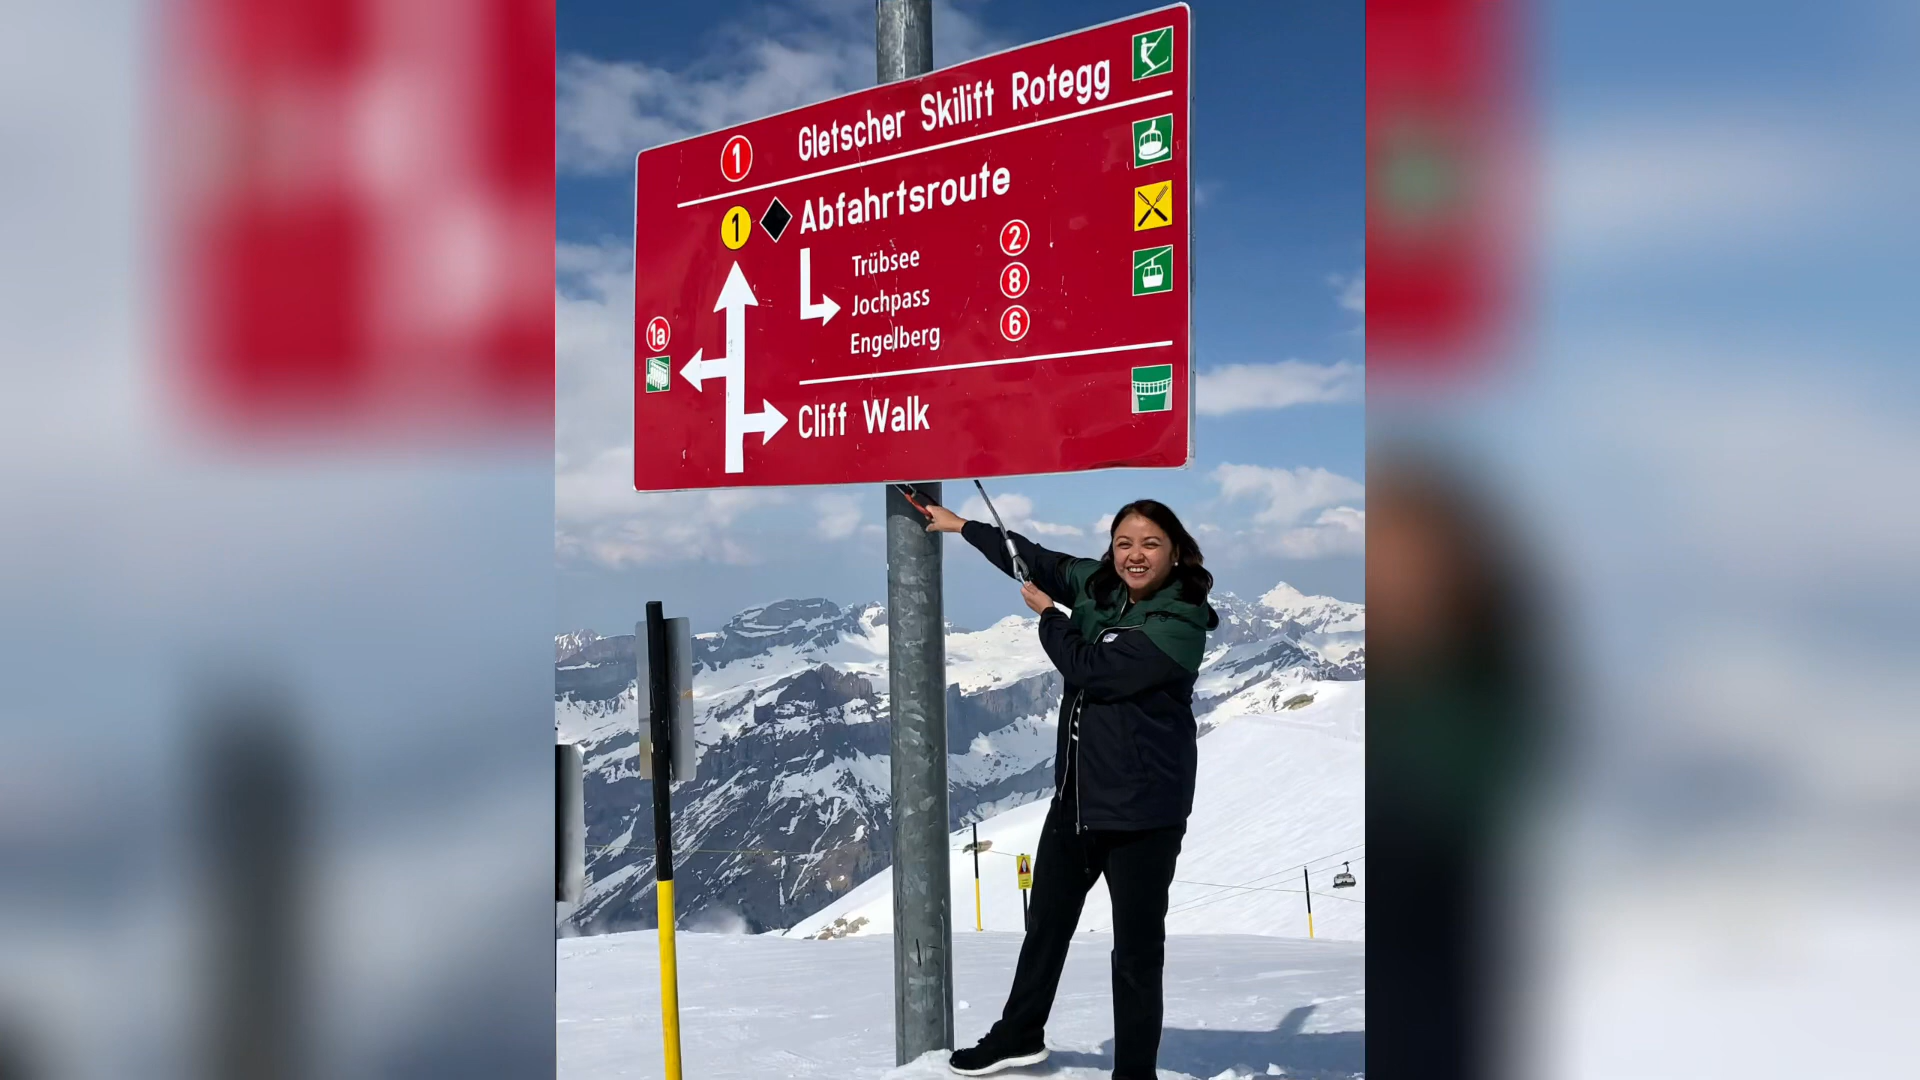 1 Gletscher Skilift Rotegg
1 Abfahrtsroute
Trübsee 2
Jochpass 8
Engelberg 6
1a
Cliff Walk